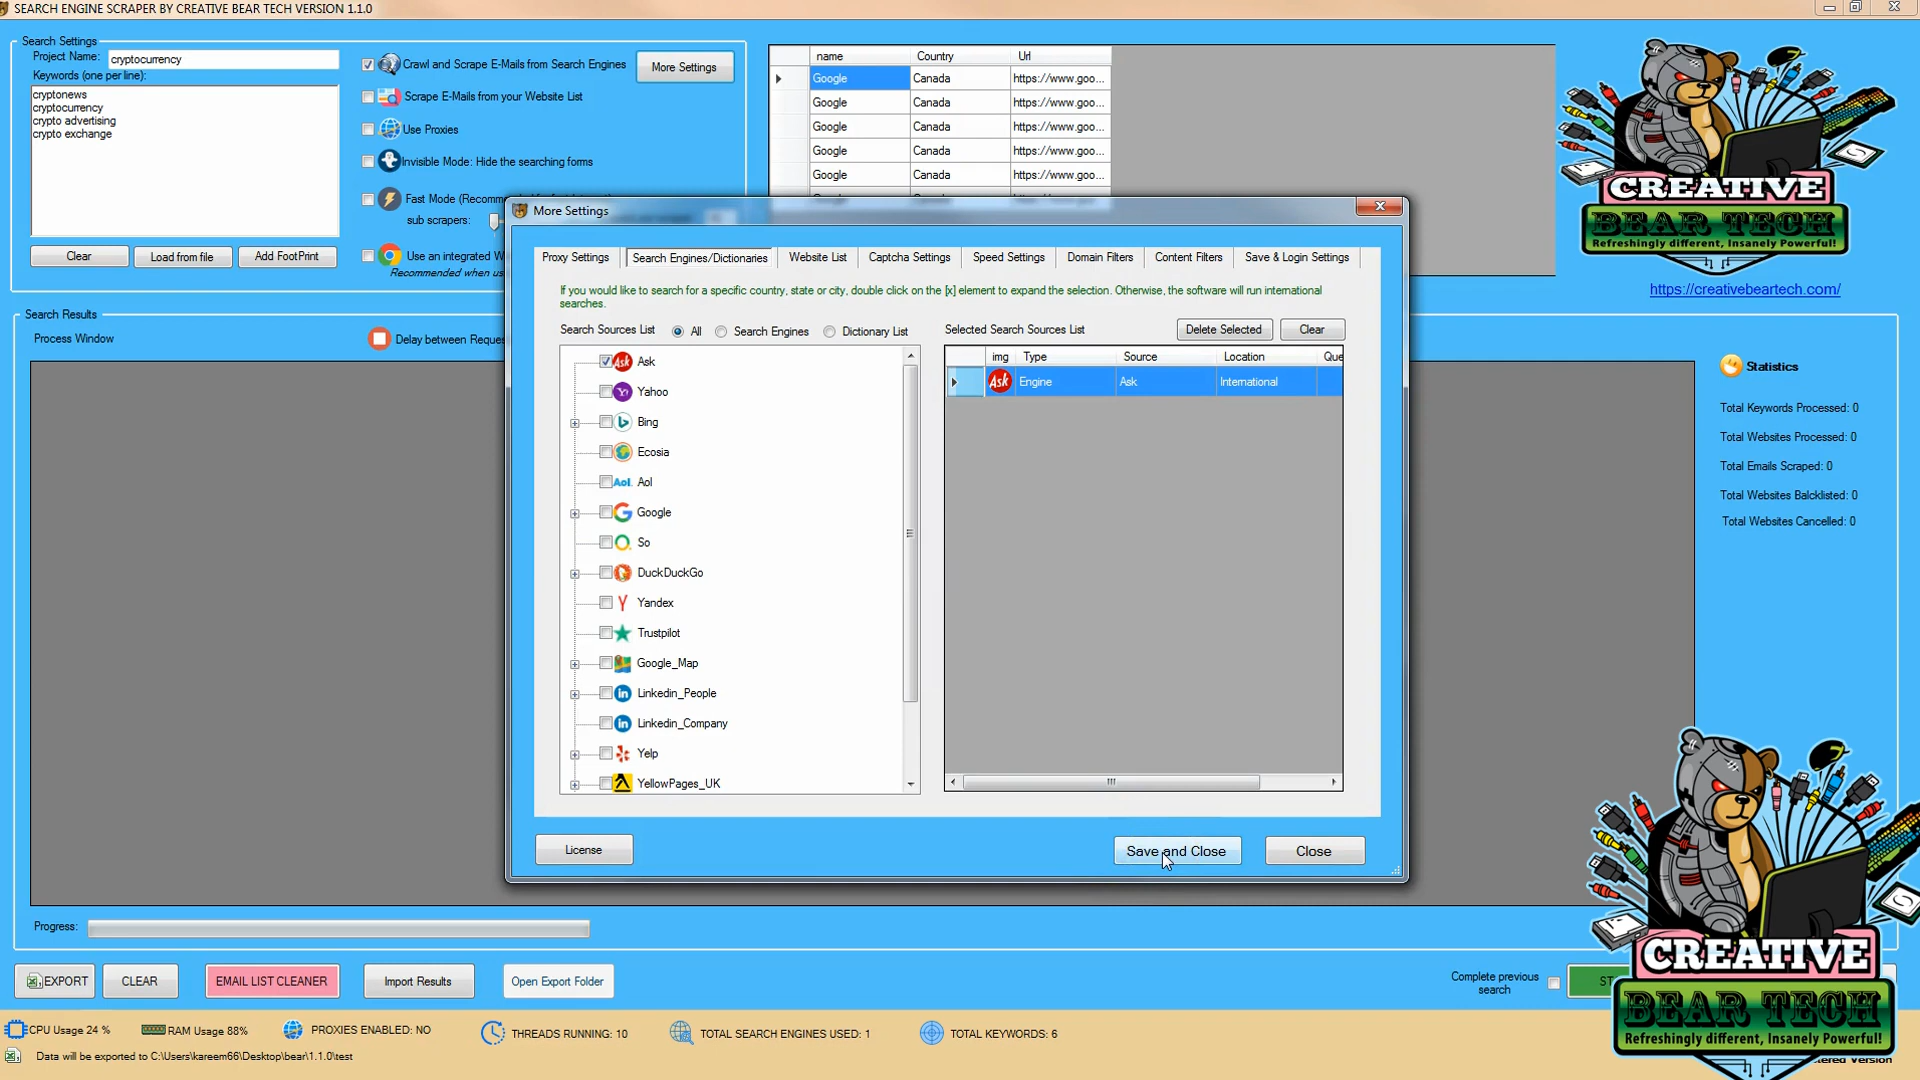 SEARCH ENGINE SCRAPER BY CREATIVE BEAR TECH VERSION 1.1.0
Search Settings
Project Name: cryptocurrency
Keywords (one per line):
cryptonews
cryptocurrency
crypto advertising
crypto exchange
Clear
Load from file
Add FootPrint
Crawl and Scrape E-Mails from Search Engines
More Settings
Scrape E-Mails from your Website List
Use Proxies
Invisible Mode: Hide the searching forms
Fast Mode (Recomm
sub scrapers:
Use an integrated W
Recommended when us
name Country Url
Google Canada https://www.goo...
Google Canada https://www.goo...
Google Canada https://www.goo...
Google Canada https://www.goo...
Google Canada https://www.goo...
CREATIVE
BEAR TECH
Refreshingly different, Insanely Powerful!
https://creativebeartech.com/
Search Results
Process Window
Delay between Reques
More Settings
Proxy Settings
Search Engines/Dictionaries
Website List
Captcha Settings
Speed Settings
Domain Filters
Content Filters
Save & Login Settings
If you would like to search for a specific country, state or city, double click on the [x] element to expand the selection. Otherwise, the software will run international
searches.
Search Sources List All Search Engines Dictionary List
Ask
Yahoo
Bing
Ecosia
Aol. Aol
Google
So
DuckDuckGo
Yandex
Trustpilot
Google_Map
Linkedin_People
Linkedin_Company
Yelp
YellowPages_UK
Selected Search Sources List
Delete Selected
Clear
img Type Source Location Que
Ask Engine Ask International
License
Save and Close
Close
Statistics
Total Keywords Processed: 0
Total Websites Processed: 0
Total Emails Scraped: 0
Total Websites Balcklisted: 0
Total Websites Cancelled: 0
Progress:
EXPORT
CLEAR
EMAIL LIST CLEANER
Import Results
Open Export Folder
Complete previous
search
ST
CREATIVE
BEAR TECH
Refreshingly different, Insanely Powerful!
CPU Usage 24 %
RAM Usage 88%
PROXIES ENABLED: NO
THREADS RUNNING: 10
TOTAL SEARCH ENGINES USED: 1
TOTAL KEYWORDS: 6
Data will be exported to C:\Users\kareem66\Desktop\bear\1.1.0\test
tered Version